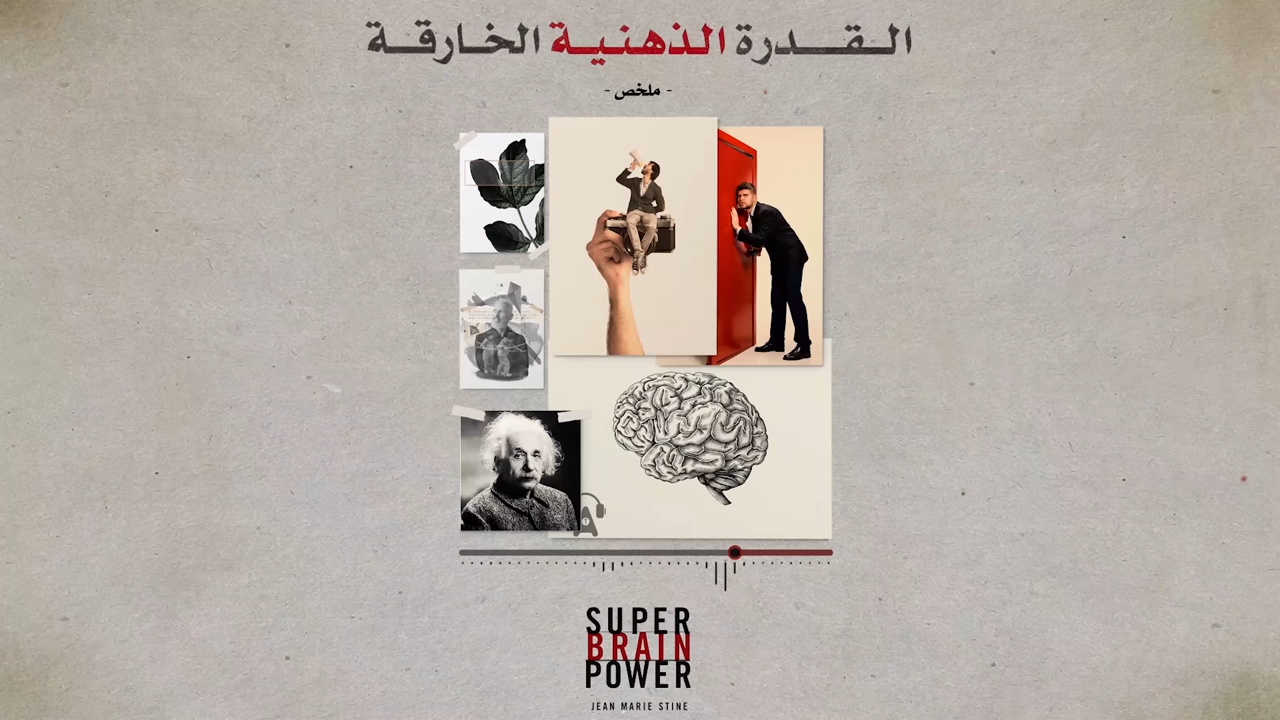 القدرة الذهنية الخارقة
- ملخص -
SUPER
BRAIN
POWER
JEAN MARIE STINE